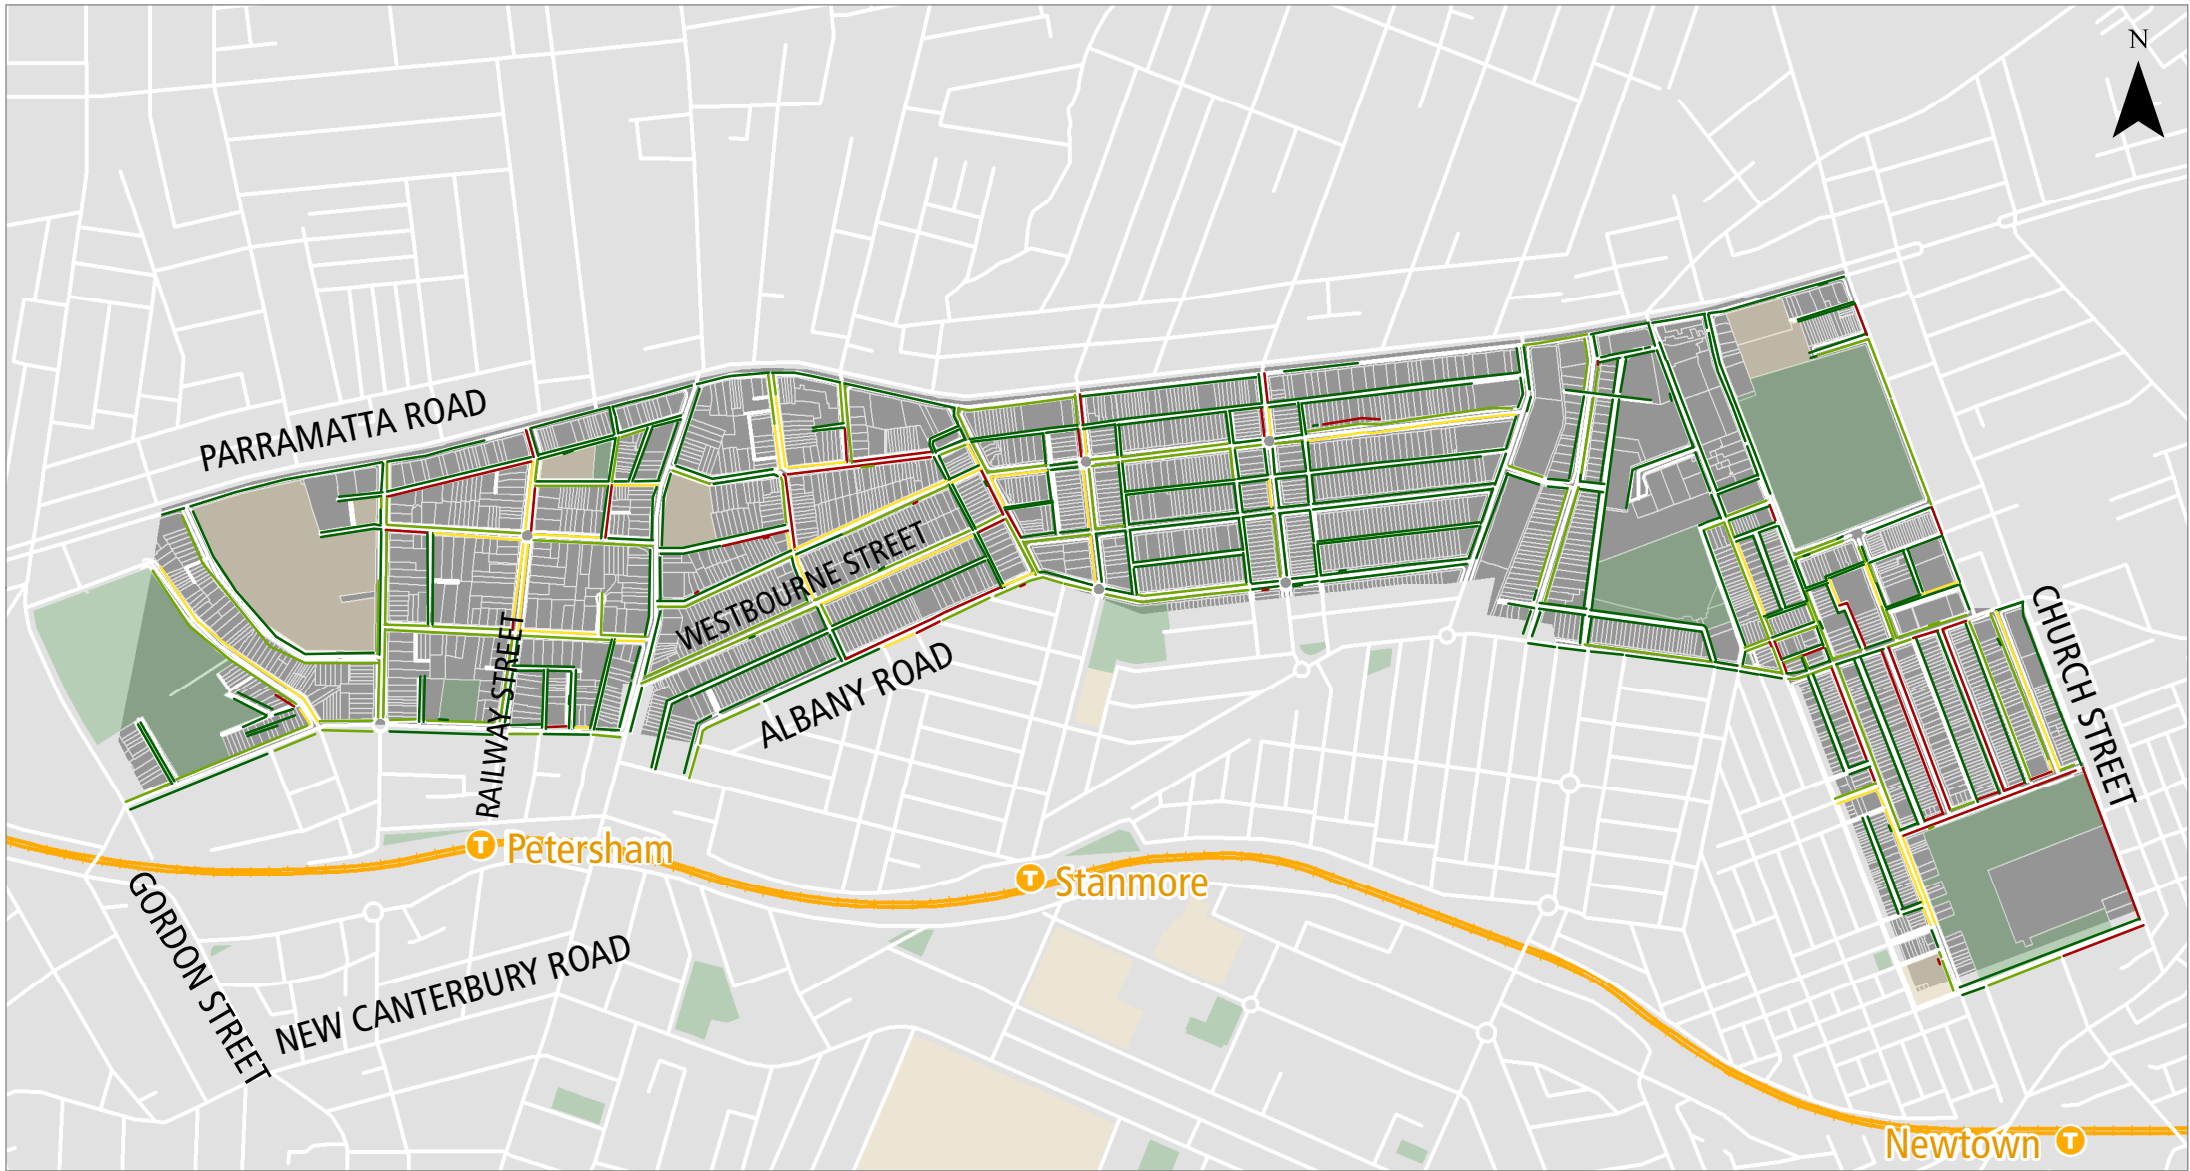 N
PARRAMATTA ROAD
WESTBOURNE STREET
CHURCH STREET
RAILWAY STREET
ALBANY ROAD
T Petersham
T Stanmore
GORDON STREET
NEW CANTERBURY ROAD
Newtown T